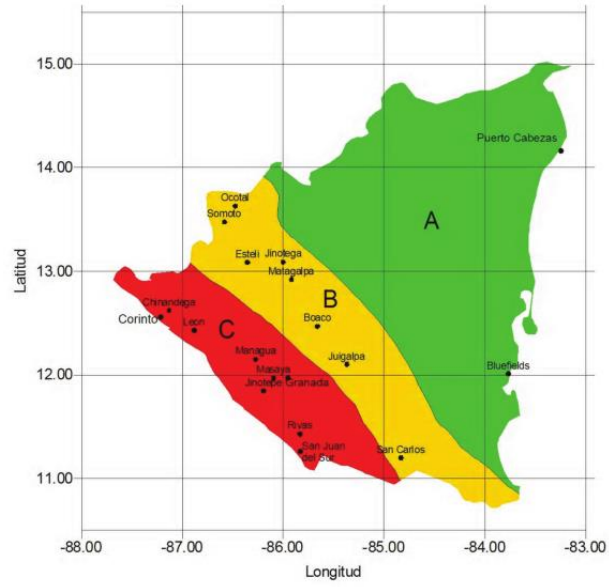 15.00
Puerto Cabezas
14.00
Ocotal
Somoto
A
Esteli
Jinotega
13.00
Matagalpa
B
Chinandega
Corinto
Leon
C
Boaco
Managua
Juigalpa
12.00
Masaya
Bluefields
Jinotepe Granada
Rivas
San Juan
del Sur
San Carlos
11.00
-88.00 -87.00 -86.00 -85.00 -84.00 -83.00
Longitud
Latitud